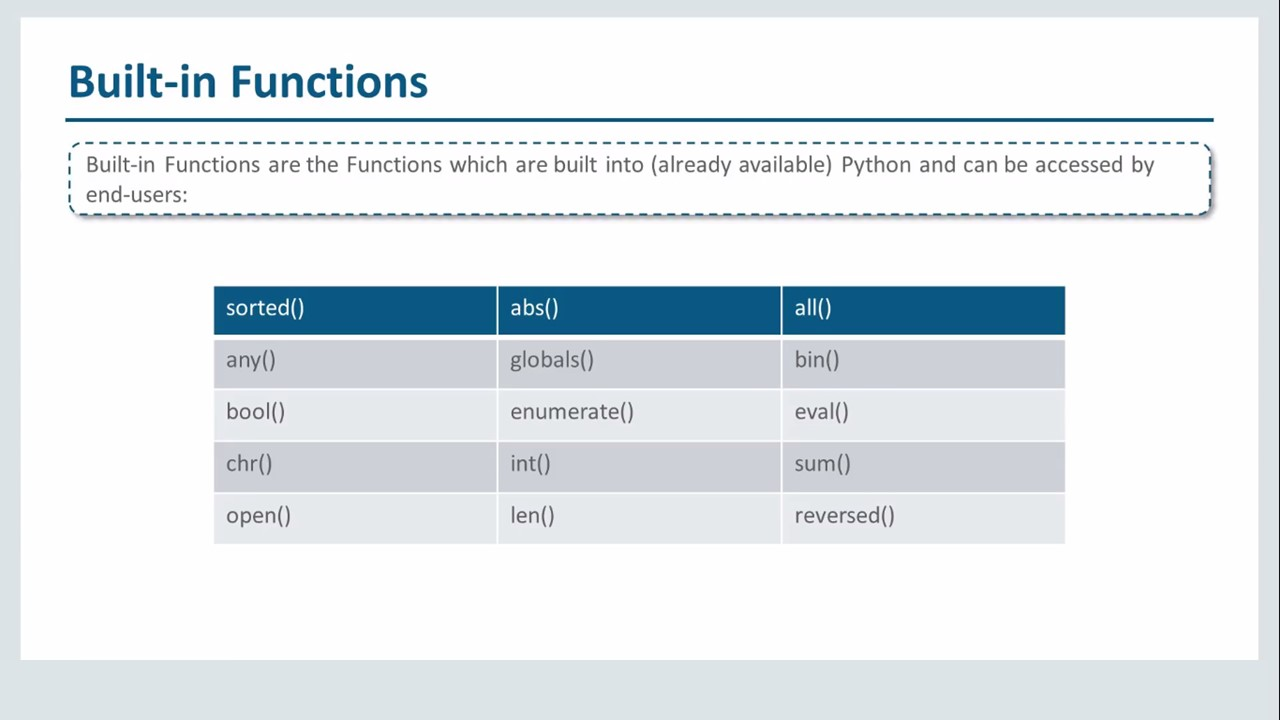 Built-in Functions
Built-in Functions are the Functions which are built into (already available) Python and can be accessed by
end-users:
sorted() abs() all()
any() globals() bin()
bool() enumerate() eval()
chr() int() sum()
open() len() reversed()